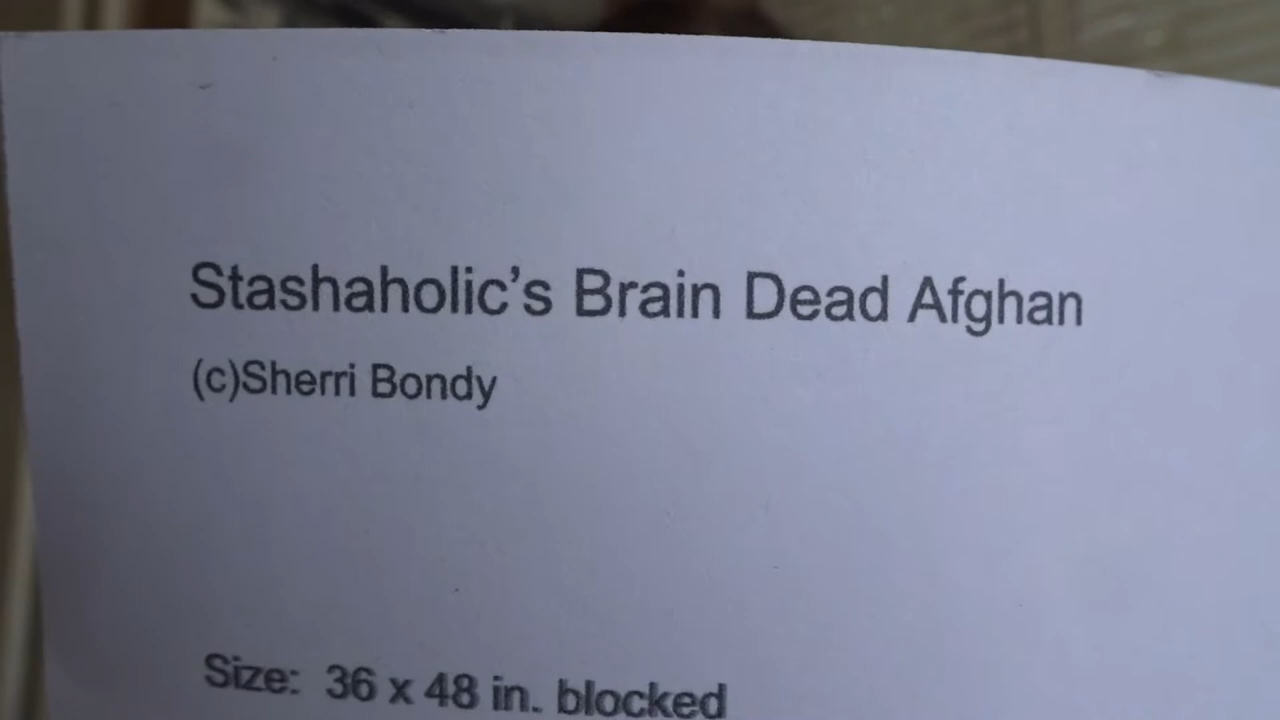 Stashaholic’s Brain Dead Afghan
(c)Sherri Bondy
Size: 36 x 48 in. blocked